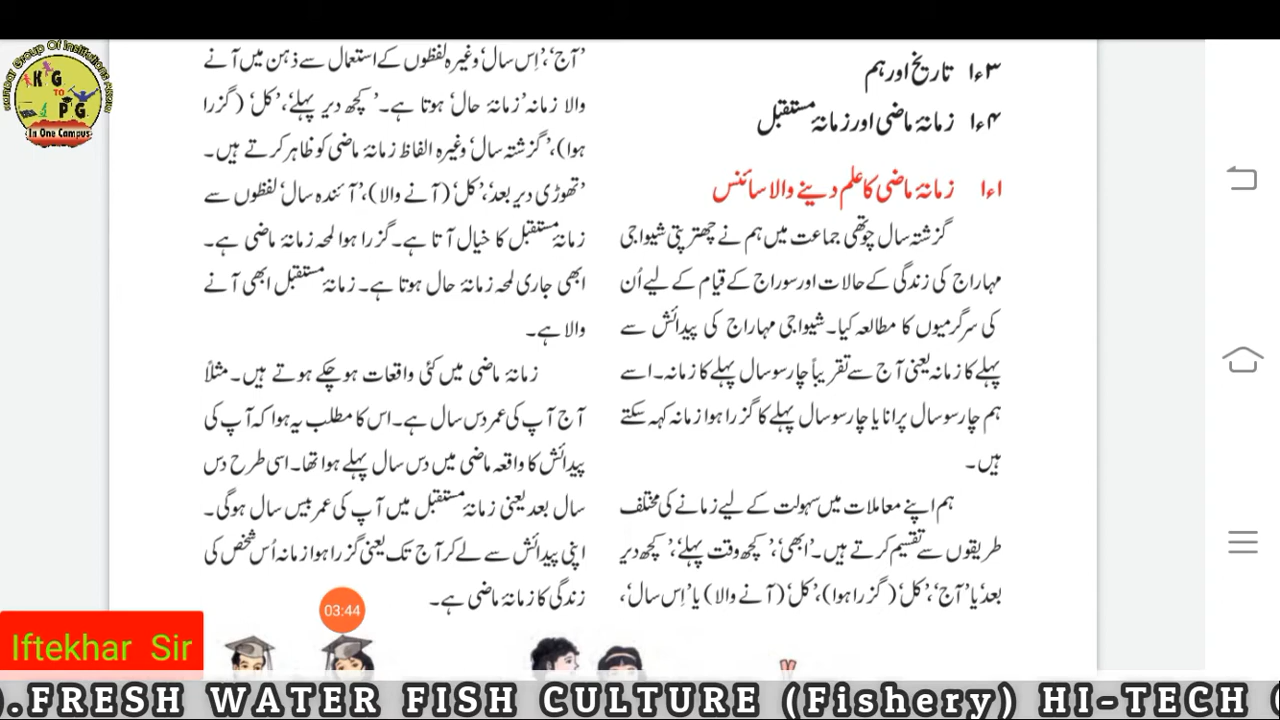 ۱ء۳ تاریخ اور ہم
۱ء۴ زمانۂ ماضی اور زمانۂ مستقبل
۱ء۱ زمانۂ ماضی کا علم دینے والا سائنس
گزشتہ سال چوتھی جماعت میں ہم نے چھترپتی شیواجی
مہاراج کی زندگی کے حالات اور سوراج کے قیام کے لیے اُن
کی سرگرمیوں کا مطالعہ کیا۔ شیواجی مہاراج کی پیدائش سے
پہلے کا زمانہ یعنی آج سے تقریباً چار سو سال پہلے کا زمانہ۔ اسے
ہم چار سو سال پرانا یا چار سو سال پہلے کا گزرا ہوا زمانہ کہہ سکتے
ہیں۔
ہم اپنے معاملات میں سہولت کے لیے زمانے کی مختلف
طریقوں سے تقسیم کرتے ہیں۔ 'ابھی'، 'کچھ وقت پہلے'، 'کچھ دیر
بعد' یا 'آج'، 'کل' (گزرا ہوا)، 'کل' (آنے والا) یا 'اِس سال'،
'آج'، 'اِس سال' وغیرہ لفظوں کے استعمال سے ذہن میں آنے
والا زمانہ 'زمانۂ حال' ہوتا ہے۔ 'کچھ دیر پہلے'، 'کل' (گزرا
ہوا)، 'گزشتہ سال' وغیرہ الفاظ زمانۂ ماضی کو ظاہر کرتے ہیں۔
'تھوڑی دیر بعد'، 'کل' (آنے والا)، 'آئندہ سال' لفظوں سے
زمانۂ مستقبل کا خیال آتا ہے۔ گزرا ہوا لمحہ زمانۂ ماضی ہے۔
ابھی جاری لمحہ زمانۂ حال ہوتا ہے۔ زمانۂ مستقبل ابھی آنے
والا ہے۔
زمانۂ ماضی میں کئی واقعات ہو چکے ہوتے ہیں۔ مثلاً
آج آپ کی عمر دس سال ہے۔ اس کا مطلب یہ ہوا کہ آپ کی
پیدائش کا واقعہ ماضی میں دس سال پہلے ہوا تھا۔ اسی طرح دس
سال بعد یعنی زمانۂ مستقبل میں آپ کی عمر بیس سال ہوگی۔
اپنی پیدائش سے لے کر آج تک یعنی گزرا ہوا زمانہ اُس شخص کی
زندگی کا زمانۂ ماضی ہے۔
KG
TO
PG
In One Campus
03:44
Iftekhar Sir
).FRESH WATER FISH CULTURE (Fishery) HI-TECH (